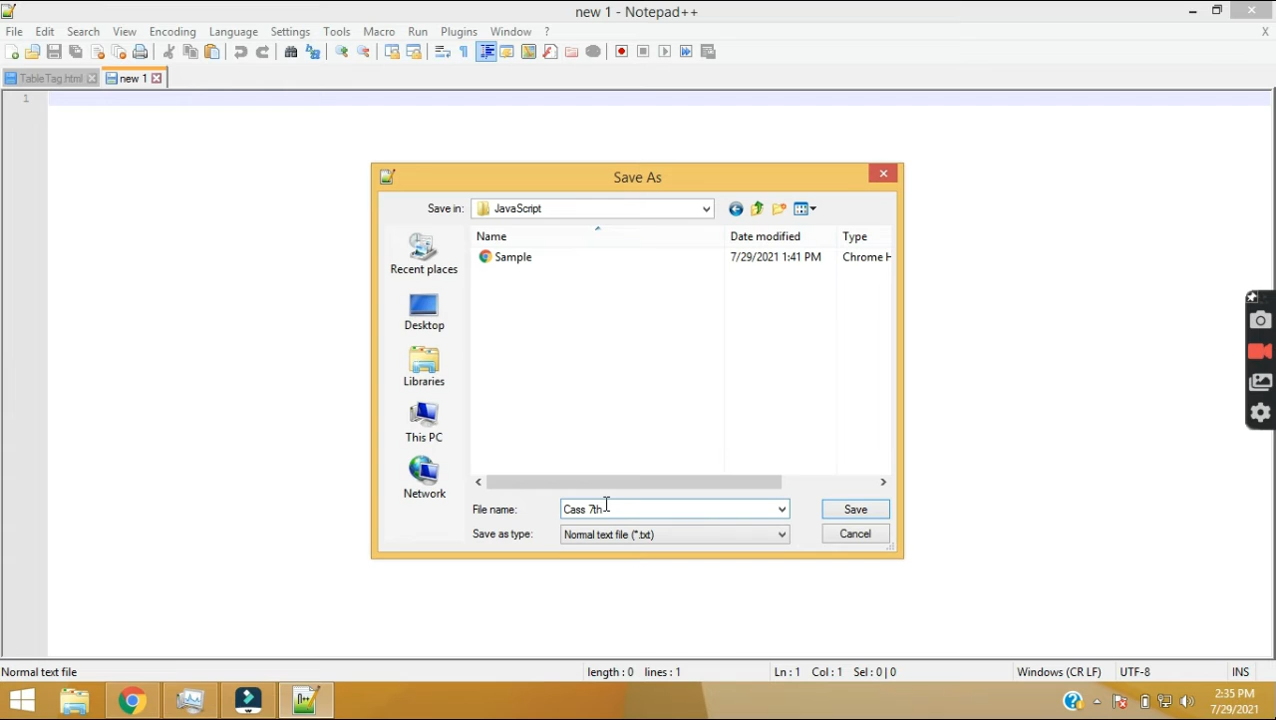 new 1 - Notepad++
File Edit Search View Encoding Language Settings Tools Macro Run Plugins Window ? X
TableTag.html new 1
1
Save As
Save in: JavaScript
Name Date modified Type
Sample 7/29/2021 1:41 PM Chrome H
Recent places
Desktop
Libraries
This PC
Network
File name: Cass 7th Save
Save as type: Normal text file (*.txt) Cancel
Normal text file length : 0 lines : 1 Ln : 1 Col : 1 Sel : 0 | 0 Windows (CR LF) UTF-8 INS
2:35 PM
7/29/2021